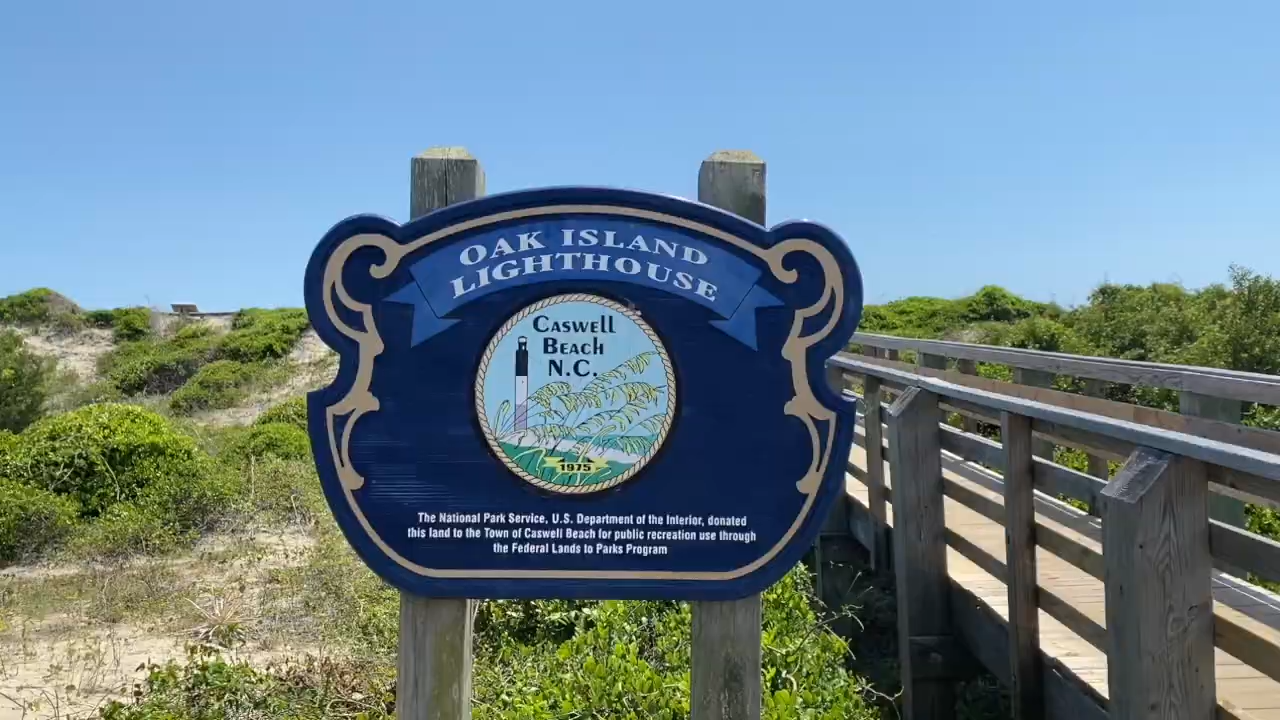 OAK ISLAND
LIGHTHOUSE
CASWELL
BEACH
N.C.
1975
The National Park Service, U.S. Department of the Interior, donated
this land to the Town of Caswell Beach for public recreation use through
the Federal Lands to Parks Program